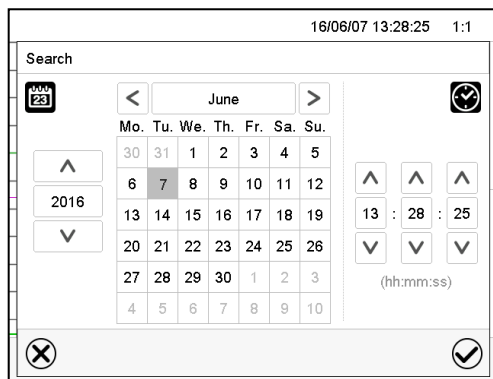 16/06/07 13:28:25 1:1
Search
23
< June >
Mo. Tu. We. Th. Fr. Sa. Su.
30 31 1 2 3 4 5
6 7 8 9 10 11 12
2016
13 14 15 16 17 18 19
13 : 28 : 25
20 21 22 23 24 25 26
27 28 29 30 1 2 3
(hh:mm:ss)
4 5 6 7 8 9 10